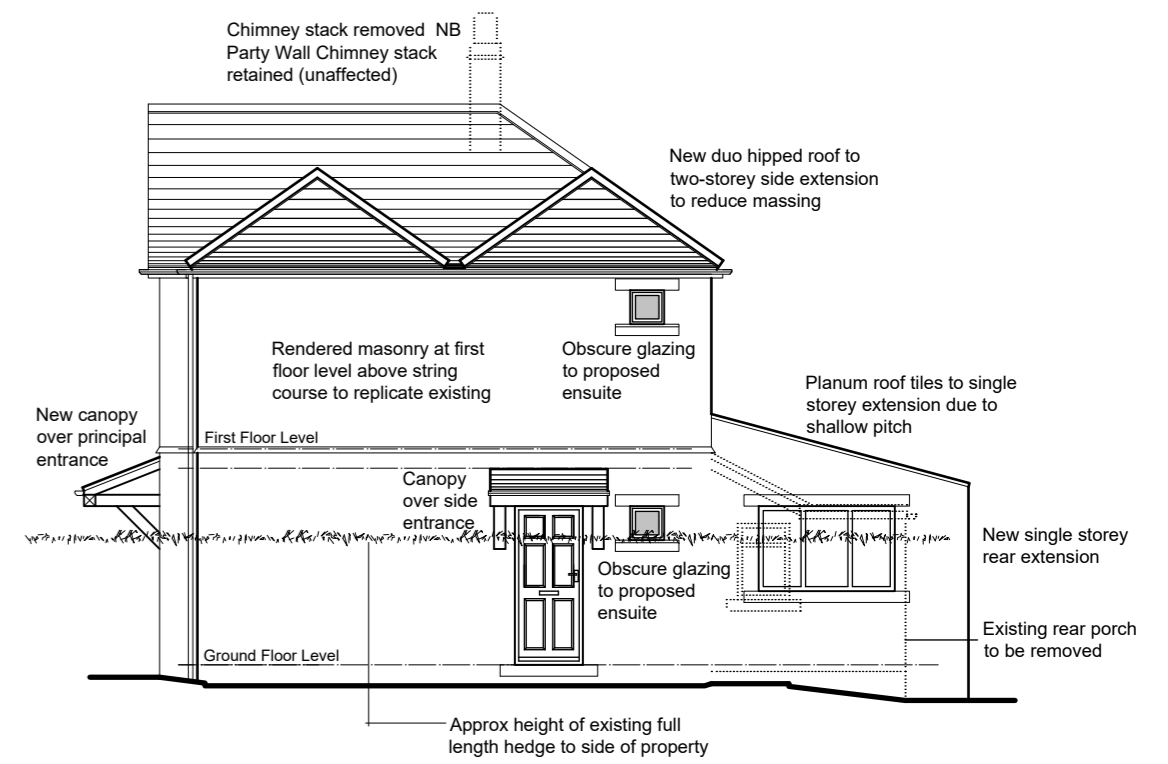 Chimney stack removed  NB
Party Wall Chimney stack
retained (unaffected)
New duo hipped roof to
two-storey side extension
to reduce massing
Rendered masonry at first
floor level above string
course to replicate existing
Obscure glazing
to proposed
ensuite
Planum roof tiles to single
storey extension due to
shallow pitch
New canopy
over principal
entrance
First Floor Level
Canopy
over side
entrance
New single storey
rear extension
Obscure glazing
to proposed
ensuite
Existing rear porch
to be removed
Ground Floor Level
Approx height of existing full
length hedge to side of property